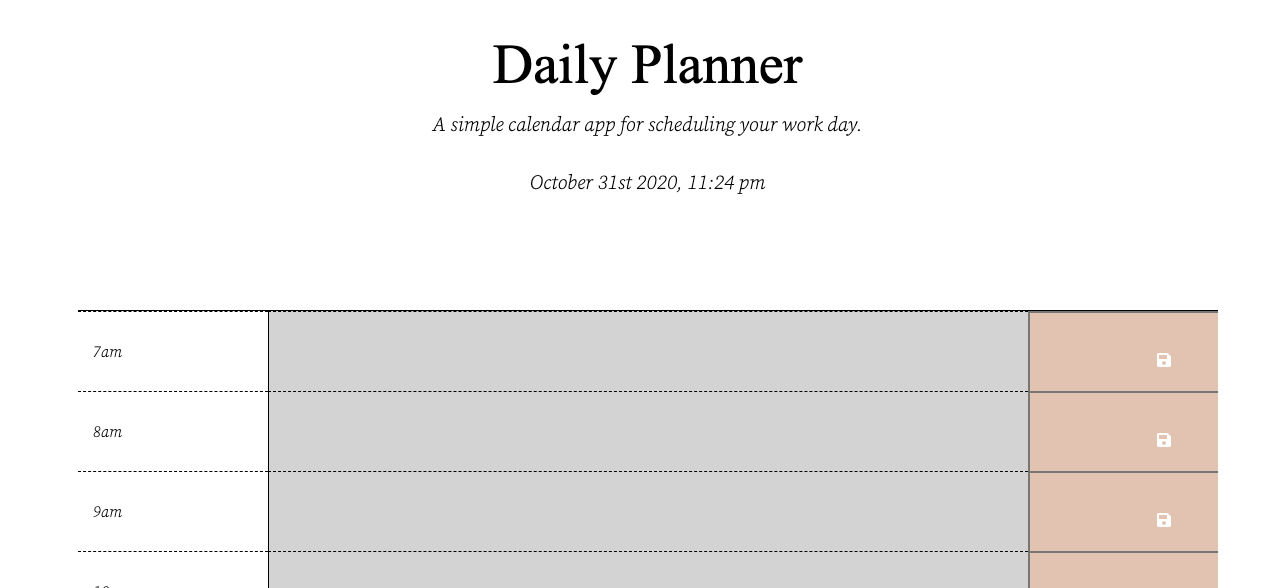 Daily Planner
A simple calendar app for scheduling your work day.
October 31st 2020, 11:24 pm
7am
8am
9am